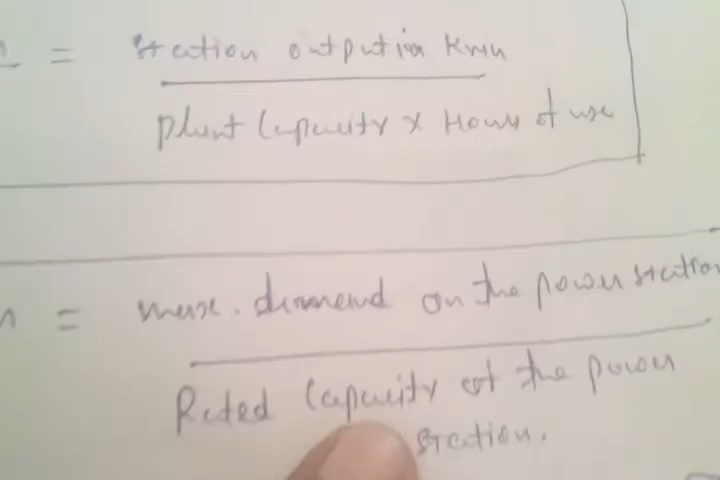 = station output in Kwh
plant Capacity x Hours of use
= max. demand on the power station
Rated Capacity of the power
station.